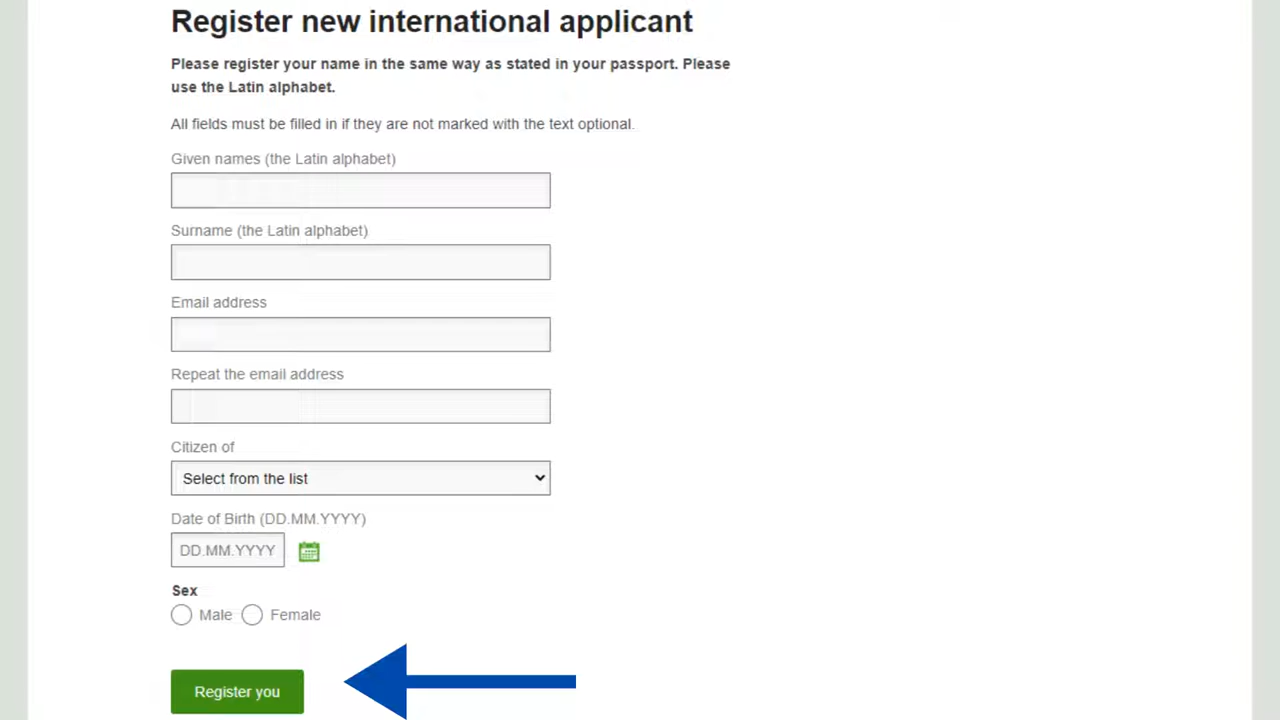 Register new international applicant
Please register your name in the same way as stated in your passport. Please
use the Latin alphabet.
All fields must be filled in if they are not marked with the text optional.
Given names (the Latin alphabet)
Surname (the Latin alphabet)
Email address
Repeat the email address
Citizen of
Select from the list
Date of Birth (DD.MM.YYYY)
DD.MM.YYYY
Sex
Male Female
Register you